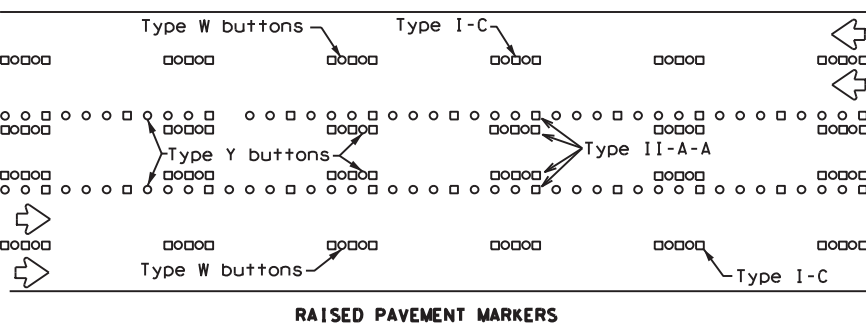 Type W buttons
Type I-C
Type Y buttons
Type II-A-A
Type W buttons
Type I-C
RAISED PAVEMENT MARKERS